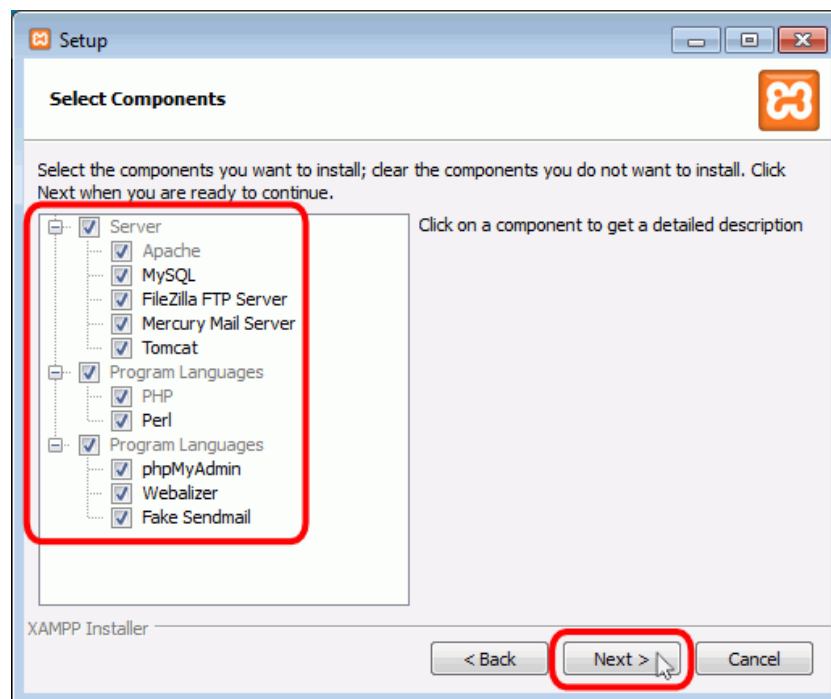 Setup
Select Components
Select the components you want to install; clear the components you do not want to install. Click
Next when you are ready to continue.
Server
Apache
MySQL
FileZilla FTP Server
Mercury Mail Server
Tomcat
Program Languages
PHP
Perl
Program Languages
phpMyAdmin
Webalizer
Fake Sendmail
Click on a component to get a detailed description
XAMPP Installer
< Back
Next >
Cancel